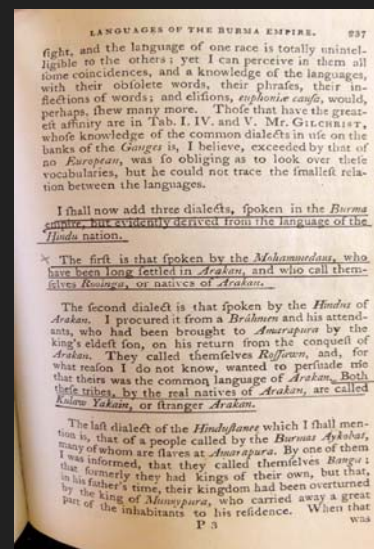 LANGUAGES OF THE BURMA EMPIRE. 237
ſight, and the language of one race is totally unintel-
ligible to the others; yet I can perceive in them all
ſome coincidences, and a knowledge of the languages,
with their obſolete words, their phraſes, their in-
flections of words; and eliſions, euphoniæ cauſa, would,
perhaps, ſhew many more. Thoſe that have the great-
eſt affinity are in Tab. I. IV. and V. Mr. GILCHRIST,
whoſe knowledge of the common dialects in uſe on the
banks of the Ganges is, I believe, exceeded by that of
no European, was ſo obliging as to look over theſe
vocabularies, but he could not trace the ſmalleſt rela-
tion between the languages.
I ſhall now add three dialects, ſpoken in the Burma
empire, but evidently derived from the language of the
Hindu nation.
The firſt is that ſpoken by the Mohammedans, who
have been long ſettled in Arakan, and who call them-
ſelves Rooinga, or natives of Arakan.
The ſecond dialect is that ſpoken by the Hindus of
Arakan. I procured it from a Bráhmen and his attend-
ants, who had been brought to Amarapura by the
king's eldeſt ſon, on his return from the conqueſt of
Arakan. They called themſelves Roſſawn, and, for
what reaſon I do not know, wanted to perſuade me
that theirs was the common language of Arakan. Both
theſe tribes, by the real natives of Arakan, are called
Kulaw Yakain, or ſtranger Arakan.
The laſt dialect of the Hinduſtanee which I ſhall men-
tion is, that of a people called by the Burmas Aykobat,
many of whom are ſlaves at Amarapura. By one of them
I was informed, that they called themſelves Banga;
that formerly they had kings of their own, but that,
in his father's time, their kingdom had been overturned
by the king of Munnypura, who carried away a great
part of the inhabitants to his reſidence. When that
P 3 was